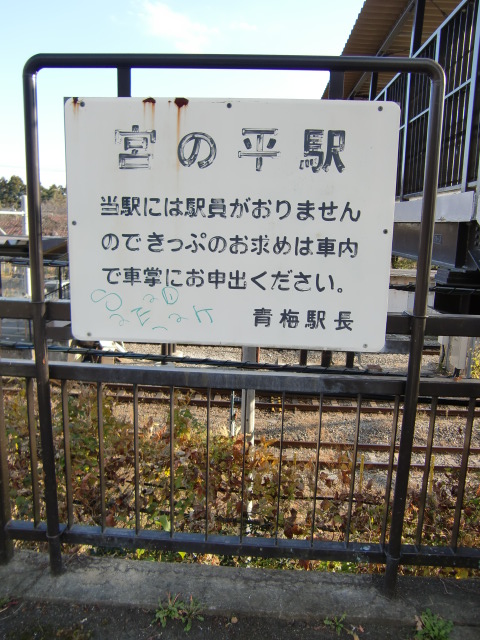 宮の平駅
当駅には駅員がおりません
のできっぷのお求めは車内
で車掌にお申出ください。
青梅駅長